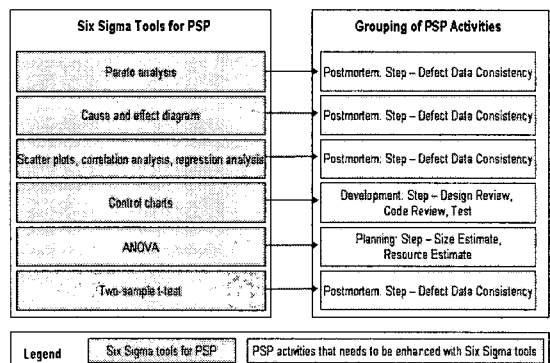 Six Sigma Tools for PSP
Grouping of PSP Activities
Pareto analysis
Postmortem: Step – Defect Data Consistency
Cause and effect diagram
Postmortem: Step – Defect Data Consistency
Scatter plots, correlation analysis, regression analysis
Postmortem: Step – Defect Data Consistency
Control charts
Development: Step – Design Review,
Code Review, Test
ANOVA
Planning: Step – Size Estimate,
Resource Estimate
Two-sample t-test
Postmortem: Step – Defect Data Consistency
Legend
Six Sigma tools for PSP
PSP activities that needs to be enhanced with Six Sigma tools